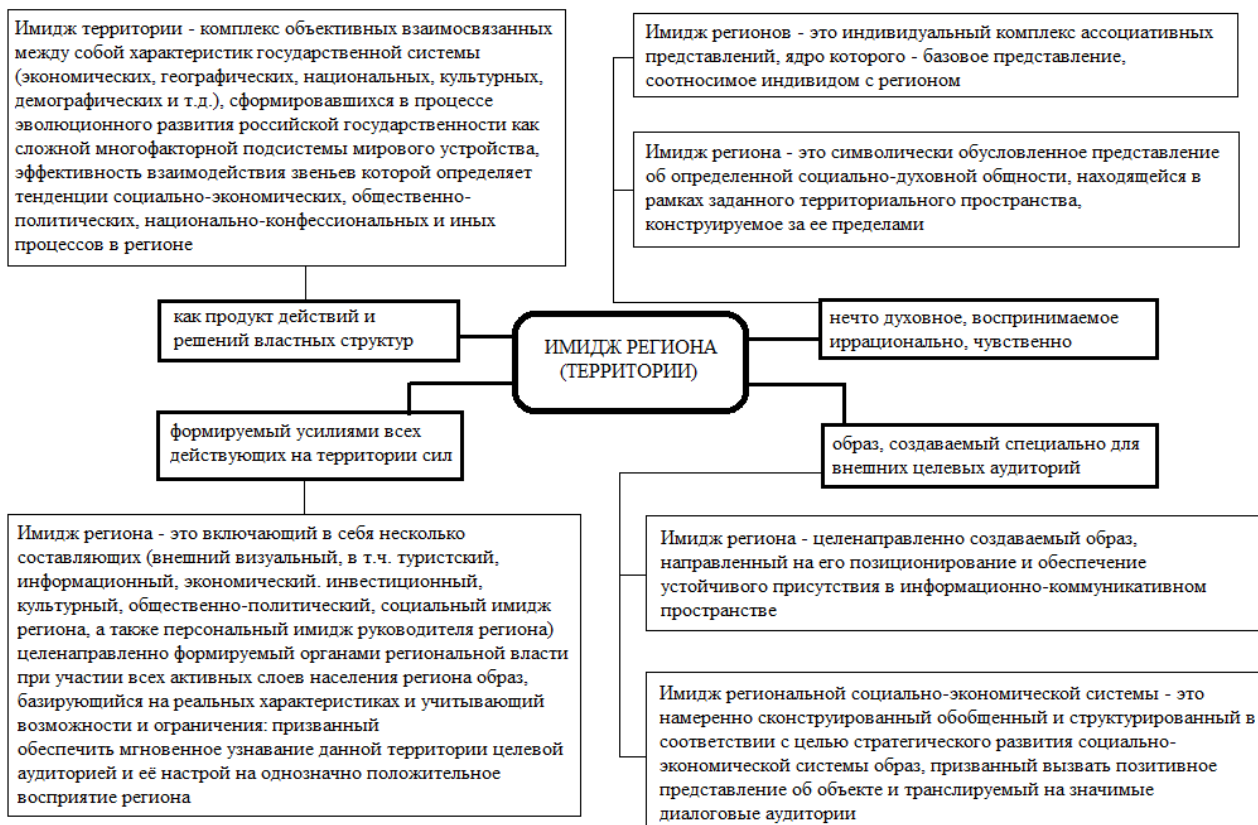 Имидж территории - комплекс объективных взаимосвязанных
между собой характеристик государственной системы
(экономических, географических, национальных, культурных,
демографических и т.д.), сформировавшихся в процессе
эволюционного развития российской государственности как
сложной многофакторной подсистемы мирового устройства,
эффективность взаимодействия звеньев которой определяет
тенденции социально-экономических, общественно-
политических, национально-конфессиональных и иных
процессов в регионе
Имидж регионов - это индивидуальный комплекс ассоциативных
представлений, ядро которого - базовое представление,
соотносимое индивидом с регионом
Имидж региона - это символически обусловленное представление
об определенной социально-духовной общности, находящейся в
рамках заданного территориального пространства,
конструируемое за ее пределами
как продукт действий и
решений властных структур
ИМИДЖ РЕГИОНА
(ТЕРРИТОРИИ)
нечто духовное, воспринимаемое
иррационально, чувственно
формируемый усилиями всех
действующих на территории сил
образ, создаваемый специально для
внешних целевых аудиторий
Имидж региона - это включающий в себя несколько
составляющих (внешний визуальный, в т.ч. туристский,
информационный, экономический. инвестиционный,
культурный, общественно-политический, социальный имидж
региона, а также персональный имидж руководителя региона)
целенаправленно формируемый органами региональной власти
при участии всех активных слоев населения региона образ,
базирующийся на реальных характеристиках и учитывающий
возможности и ограничения: призванный
обеспечить мгновенное узнавание данной территории целевой
аудиторией и её настрой на однозначно положительное
восприятие региона
Имидж региона - целенаправленно создаваемый образ,
направленный на его позиционирование и обеспечение
устойчивого присутствия в информационно-коммуникативном
пространстве
Имидж региональной социально-экономической системы - это
намеренно сконструированный обобщенный и структурированный в
соответствии с целью стратегического развития социально-
экономической системы образ, призванный вызвать позитивное
представление об объекте и транслируемый на значимые
диалоговые аудитории